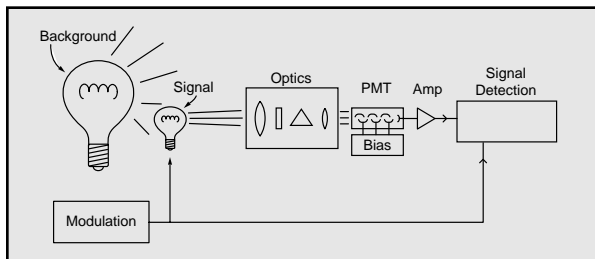 Background
Signal
Optics
PMT
Amp
Signal
Detection
Bias
Modulation